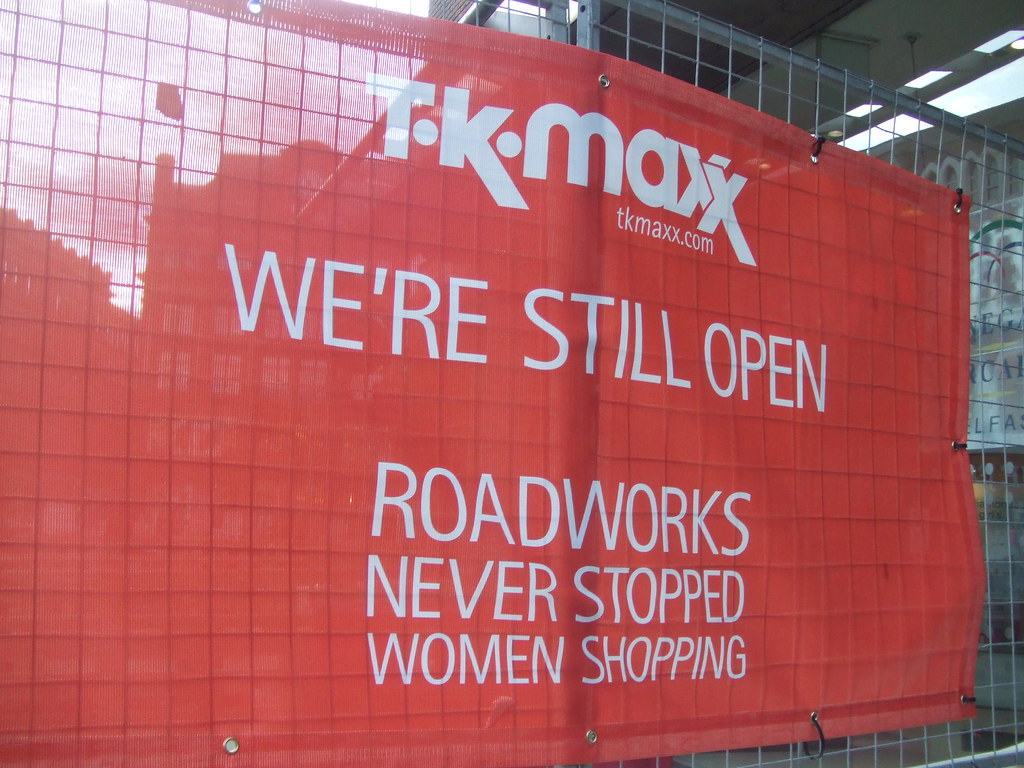 T·K·maxx
tkmaxx.com
WE'RE STILL OPEN
ROADWORKS
NEVER STOPPED
WOMEN SHOPPING